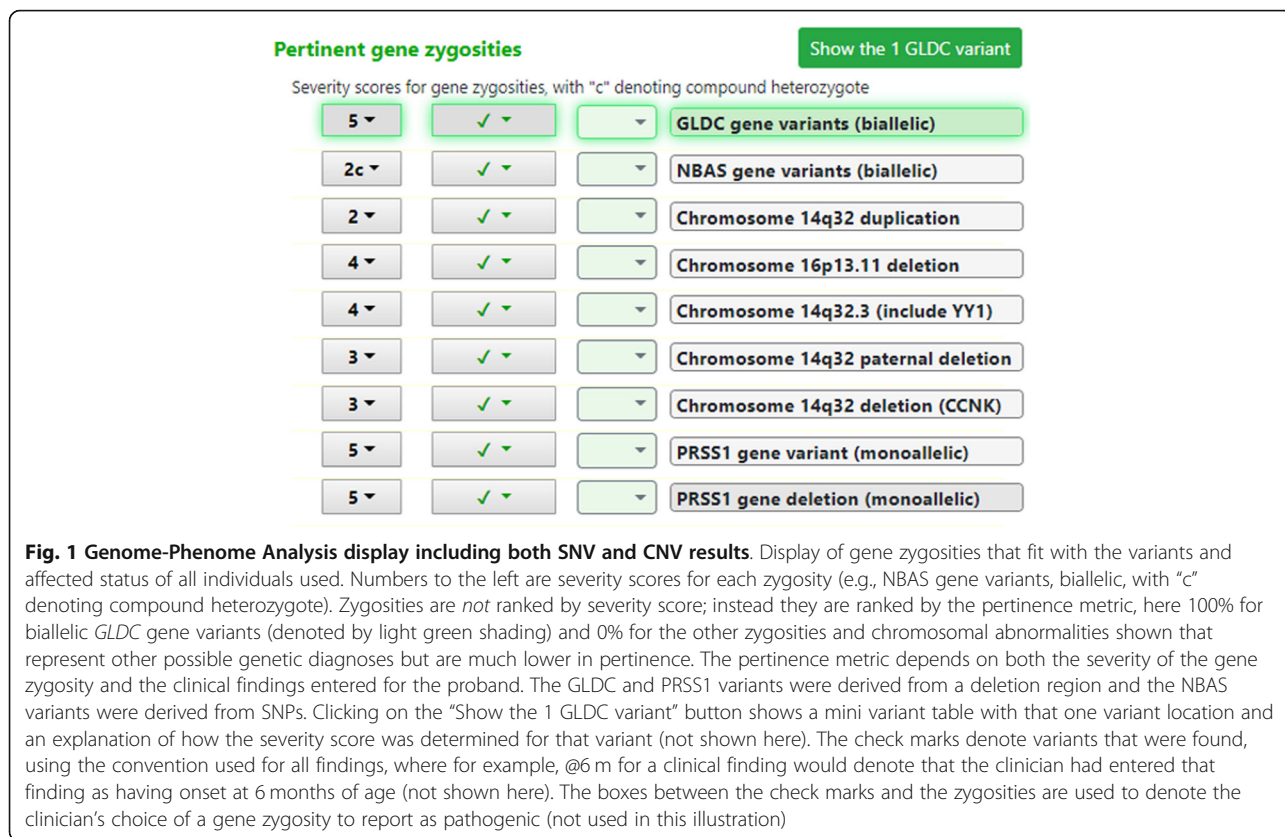 Pertinent gene zygosities
Show the 1 GLDC variant
Severity scores for gene zygosities, with "c" denoting compound heterozygote
5 ✓ GLDC gene variants (biallelic)
2c ✓ NBAS gene variants (biallelic)
2 ✓ Chromosome 14q32 duplication
4 ✓ Chromosome 16p13.11 deletion
4 ✓ Chromosome 14q32.3 (include YY1)
3 ✓ Chromosome 14q32 paternal deletion
3 ✓ Chromosome 14q32 deletion (CCNK)
5 ✓ PRSS1 gene variant (monoallelic)
5 ✓ PRSS1 gene deletion (monoallelic)
Fig. 1 Genome-Phenome Analysis display including both SNV and CNV results. Display of gene zygosities that fit with the variants and
affected status of all individuals used. Numbers to the left are severity scores for each zygosity (e.g., NBAS gene variants, biallelic, with “c”
denoting compound heterozygote). Zygosities are not ranked by severity score; instead they are ranked by the pertinence metric, here 100% for
biallelic GLDC gene variants (denoted by light green shading) and 0% for the other zygosities and chromosomal abnormalities shown that
represent other possible genetic diagnoses but are much lower in pertinence. The pertinence metric depends on both the severity of the gene
zygosity and the clinical findings entered for the proband. The GLDC and PRSS1 variants were derived from a deletion region and the NBAS
variants were derived from SNPs. Clicking on the “Show the 1 GLDC variant” button shows a mini variant table with that one variant location and
an explanation of how the severity score was determined for that variant (not shown here). The check marks denote variants that were found,
using the convention used for all findings, where for example, @6 m for a clinical finding would denote that the clinician had entered that
finding as having onset at 6 months of age (not shown here). The boxes between the check marks and the zygosities are used to denote the
clinician’s choice of a gene zygosity to report as pathogenic (not used in this illustration)